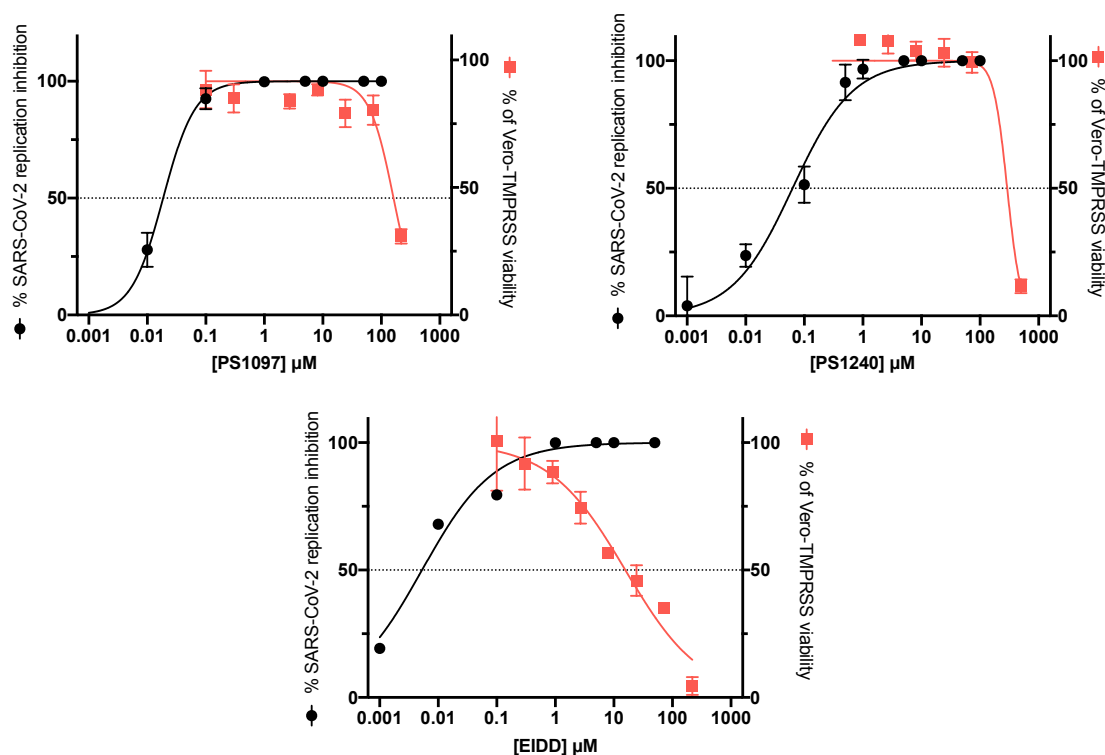 % SARS-CoV-2 replication inhibition
100
50
0
0.001 0.01 0.1 1 10 100 1000
[PS1097] µM
100
50
0
% of Vero-TMPRSS
viability
% SARS-CoV-2 replication inhibition
100
50
0
0.001 0.01 0.1 1 10 100 1000
[PS1240] µM
100
50
0
% of Vero-TMPRSS
viability
% SARS-CoV-2 replication inhibition
100
50
0
0.001 0.01 0.1 1 10 100 1000
[EIDD] µM
100
50
0
% of Vero-TMPRSS
viability